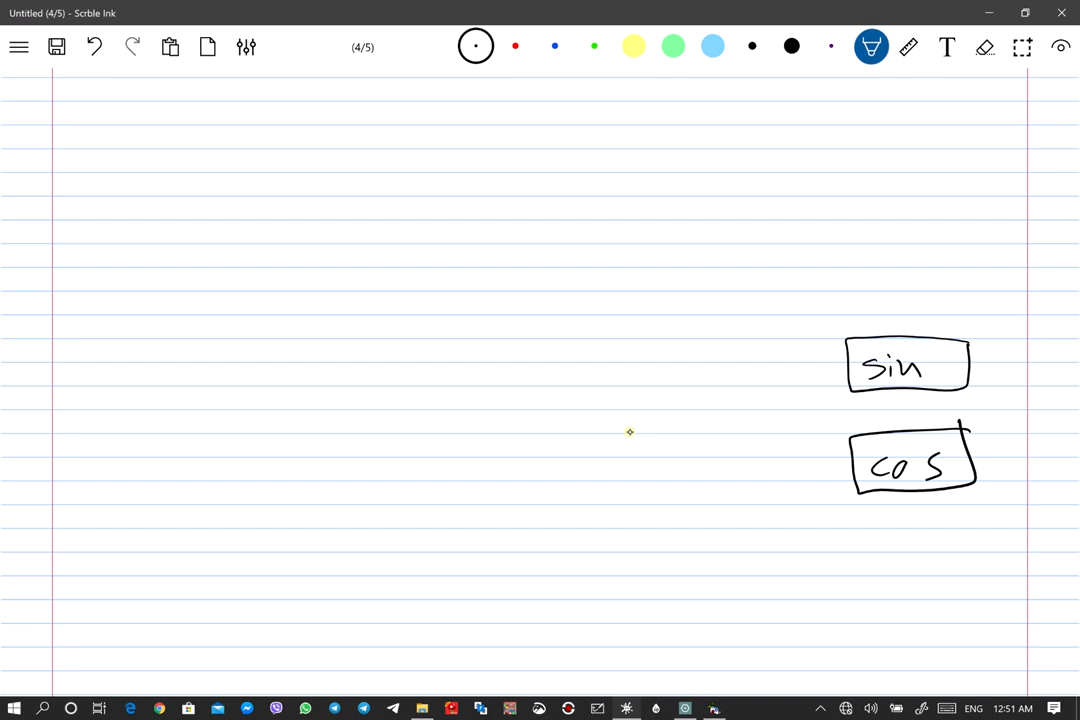 Untitled (4/5) - Scrble Ink
(4/5)
T
sin
cos
ENG
12:51 AM